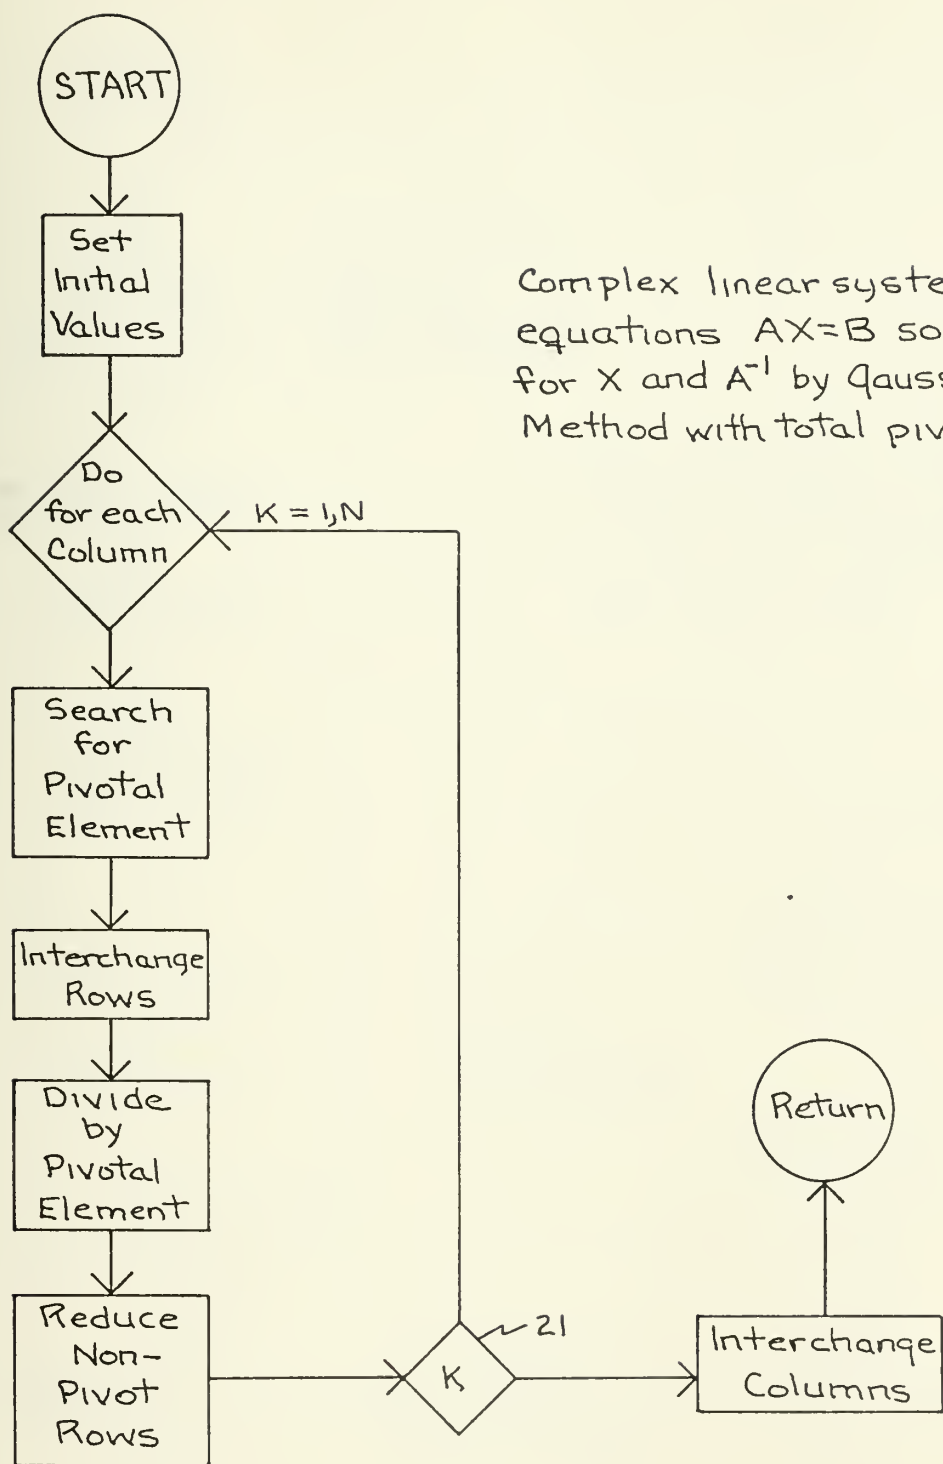 START
Set
Initial
Values
Complex linear syste
equations AX=B so
for X and A⁻¹ by Gauss
Method with total piv
Do
for each
Column
K = 1,N
Search
for
Pivotal
Element
Interchange
Rows
Divide
by
Pivotal
Element
Reduce
Non-
Pivot
Rows
K
21
Interchange
Columns
Return